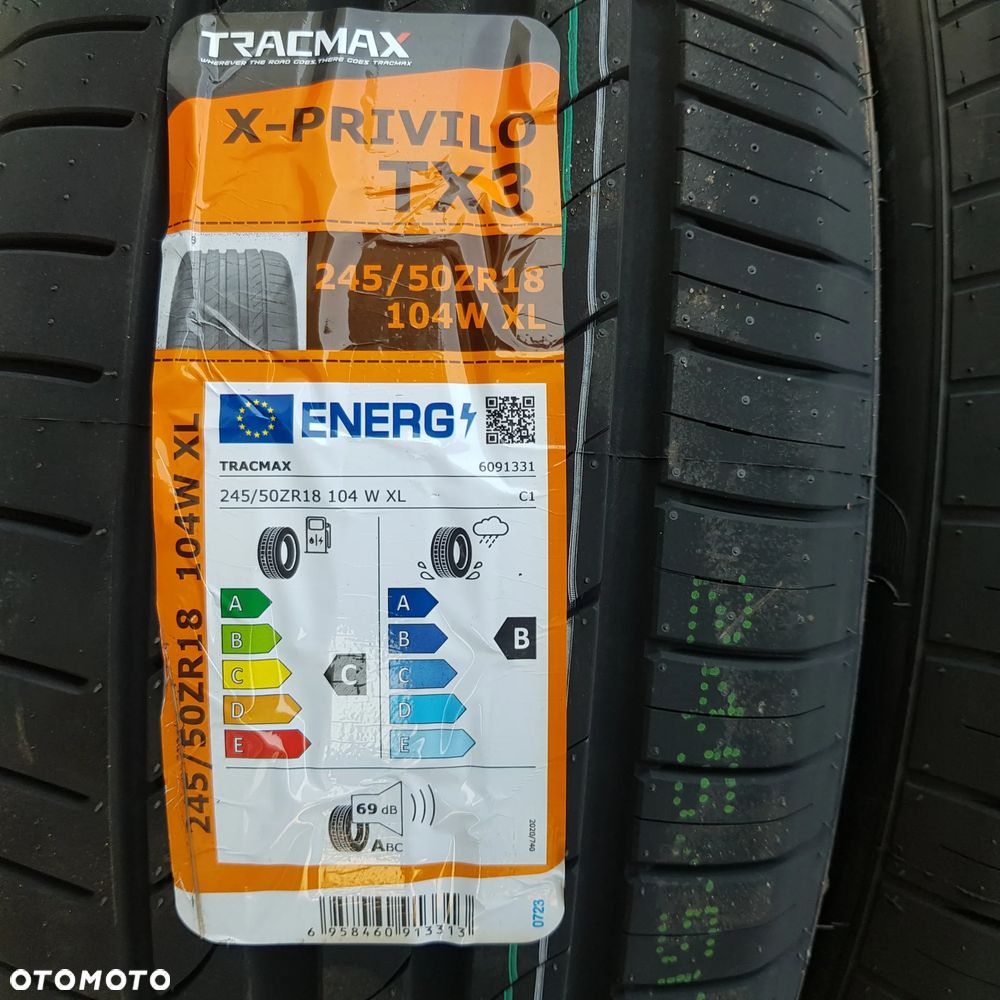 TRACMAX
WHEREVER THE ROAD GOES, THERE GOES TRACMAX
X-PRIVILO
TX3
245/50ZR18
104W XL
245/50ZR18 104W XL
ENERG
TRACMAX 6091331
245/50ZR18 104 W XL C1
A A
B B B
C C C
D D
E E
69 dB
ABC
2020/740
0723
6 958460 913313
OTOMOTO